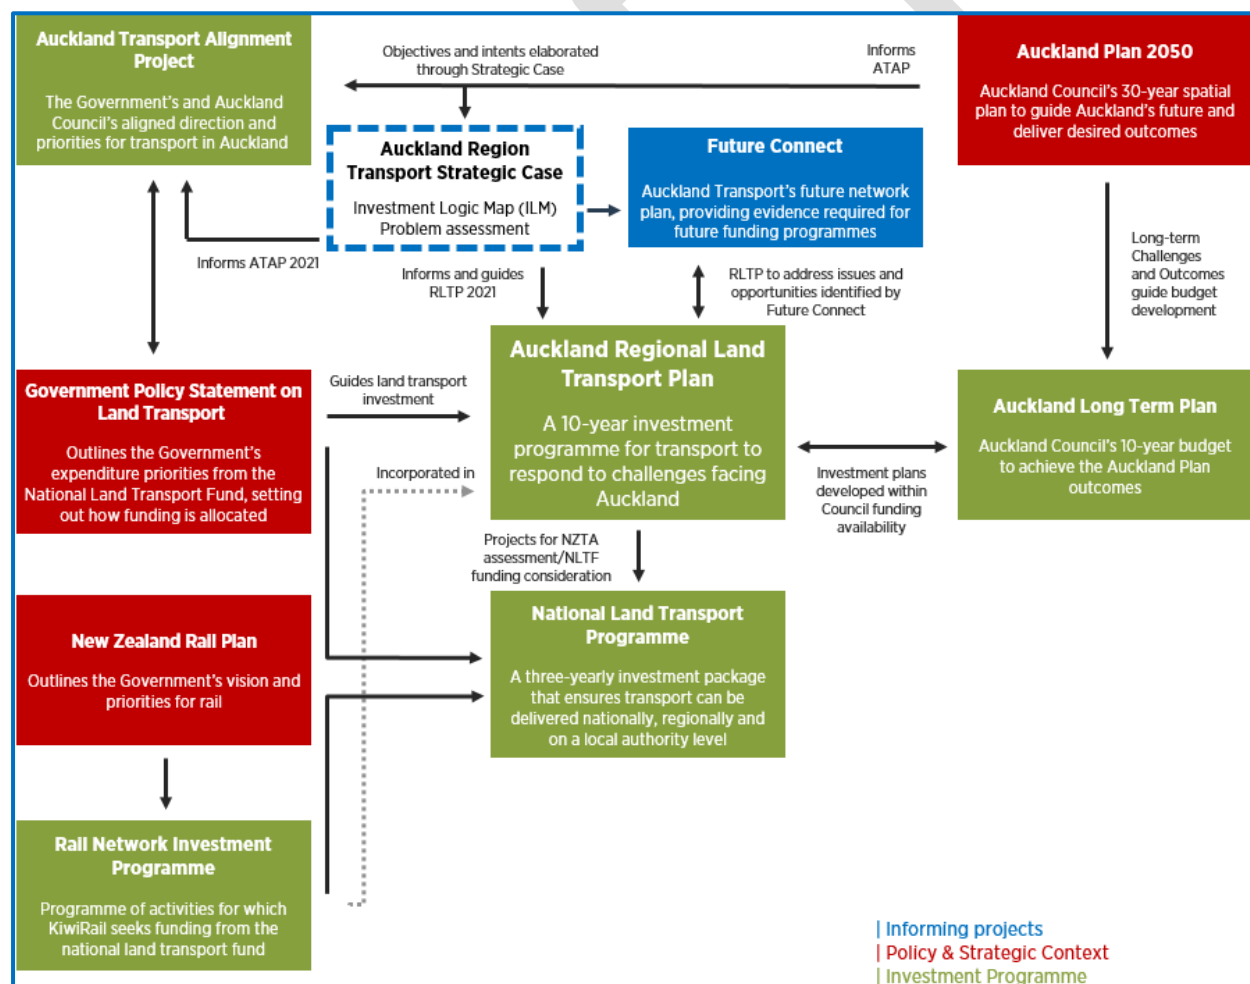 Auckland Transport Alignment
Project
The Government's and Auckland
Council's aligned direction and
priorities for transport in Auckland
Objectives and intents elaborated
through Strategic Case
Informs
ATAP
Auckland Plan 2050
Auckland Council's 30-year spatial
plan to guide Auckland's future and
deliver desired outcomes
Auckland Region
Transport Strategic Case
Investment Logic Map (ILM)
Problem assessment
Future Connect
Auckland Transport's future network
plan, providing evidence required for
future funding programmes
Informs ATAP 2021
Informs and guides
RLTP 2021
RLTP to address issues and
opportunities identified by
Future Connect
Long-term
Challenges
and Outcomes
guide budget
development
Auckland Regional Land
Transport Plan
A 10-year investment
programme for transport to
respond to challenges facing
Auckland
Government Policy Statement on
Land Transport
Outlines the Government's
expenditure priorities from the
National Land Transport Fund, setting
out how funding is allocated
Guides land transport
investment
Incorporated in
Auckland Long Term Plan
Auckland Council's 10-year budget
to achieve the Auckland Plan
outcomes
Investment plans
developed within
Council funding
availability
Projects for NZTA
assessment/NLTF
funding consideration
National Land Transport
Programme
A three-yearly investment package
that ensures transport can be
delivered nationally, regionally and
on a local authority level
New Zealand Rail Plan
Outlines the Government's vision and
priorities for rail
Rail Network Investment
Programme
Programme of activities for which
KiwiRail seeks funding from the
national land transport fund
| Informing projects
| Policy & Strategic Context
| Investment Programme